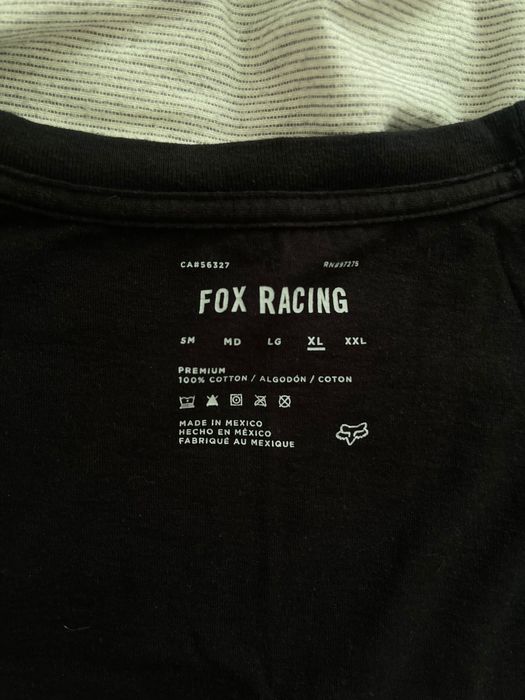 CA#56327 RN#97275
FOX RACING
SM MD LG XL XXL
PREMIUM
100% COTTON / ALGODÓN / COTON
MADE IN MEXICO
HECHO EN MÉXICO
FABRIQUÉ AU MEXIQUE